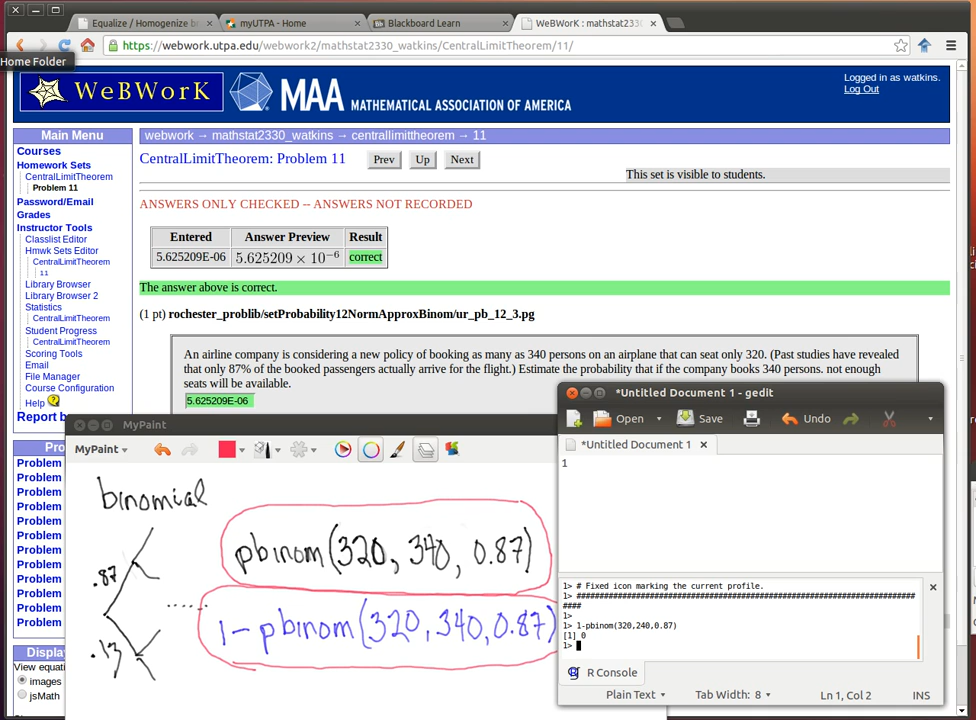 Equalize / Homogenize b
myUTPA - Home
Blackboard Learn
WeBWorK : mathstat233
https://webwork.utpa.edu/webwork2/mathstat2330_watkins/CentralLimitTheorem/11/
Home Folder
WeBWorK
MAA MATHEMATICAL ASSOCIATION OF AMERICA
Logged in as watkins.
Log Out
Main Menu
Courses
Homework Sets
CentralLimitTheorem
Problem 11
Password/Email
Grades
Instructor Tools
Classlist Editor
Hmwk Sets Editor
CentralLimitTheorem
11
Library Browser
Library Browser 2
Statistics
CentralLimitTheorem
Student Progress
CentralLimitTheorem
Scoring Tools
Email
File Manager
Course Configuration
Help ?
Report b
Pro
Problem
Problem
Problem
Problem
Problem
Problem
Problem
Problem
Problem
Problem
Problem
Problem
Displa
View equati
images
jsMath
webwork → mathstat2330_watkins → centrallimittheorem → 11
CentralLimitTheorem: Problem 11
Prev Up Next
This set is visible to students.
ANSWERS ONLY CHECKED -- ANSWERS NOT RECORDED
Entered Answer Preview Result
5.625209E-06 5.625209 × 10⁻⁶ correct
The answer above is correct.
(1 pt) rochester_problib/setProbability12NormApproxBinom/ur_pb_12_3.pg
An airline company is considering a new policy of booking as many as 340 persons on an airplane that can seat only 320. (Past studies have revealed
that only 87% of the booked passengers actually arrive for the flight.) Estimate the probability that if the company books 340 persons. not enough
seats will be available.
5.625209E-06
MyPaint
MyPaint
binomial
.87
.13
......
pbinom(320, 340, 0.87)
1-pbinom(320,340,0.87)
*Untitled Document 1 - gedit
Open Save Undo
*Untitled Document 1
1
1> # Fixed icon marking the current profile.
1> ########################################################################
####
1>
1> 1-pbinom(320,240,0.87)
[1] 0
1>
R Console
Plain Text Tab Width: 8 Ln 1, Col 2 INS